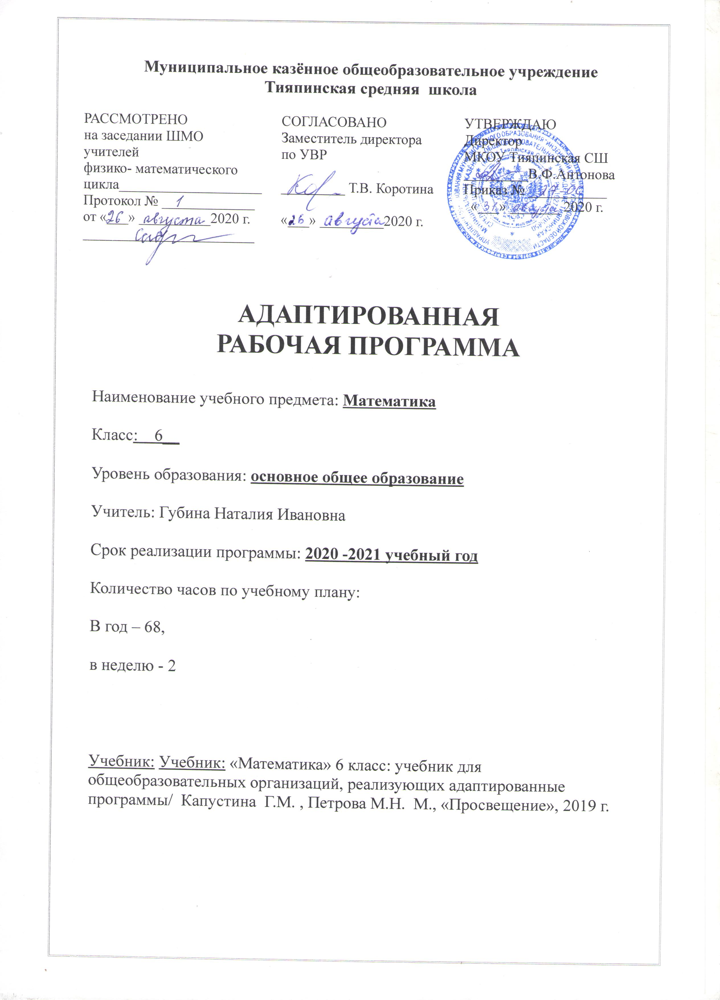 Муниципальное казённое общеобразовательное учреждение
Тияпинская средняя школа
РАССМОТРЕНО
на заседании ШМО
учителей
физико- математического
цикла____________________
Протокол № 1
от «26» августа 2020 г.
СОГЛАСОВАНО
Заместитель директора
по УВР
_________ Т.В. Коротина
«26» августа 2020 г.
УТВЕРЖДАЮ
Директор
МКОУ Тияпинская СШ
_________В.Ф.Антонова
Приказ №
«31» августа 2020 г.
АДАПТИРОВАННАЯ
РАБОЧАЯ ПРОГРАММА
Наименование учебного предмета: Математика
Класс: 6
Уровень образования: основное общее образование
Учитель: Губина Наталия Ивановна
Срок реализации программы: 2020 -2021 учебный год
Количество часов по учебному плану:
В год – 68,
в неделю - 2
Учебник: Учебник: «Математика» 6 класс: учебник для
общеобразовательных организаций, реализующих адаптированные
программы/ Капустина Г.М. , Петрова М.Н. М., «Просвещение», 2019 г.